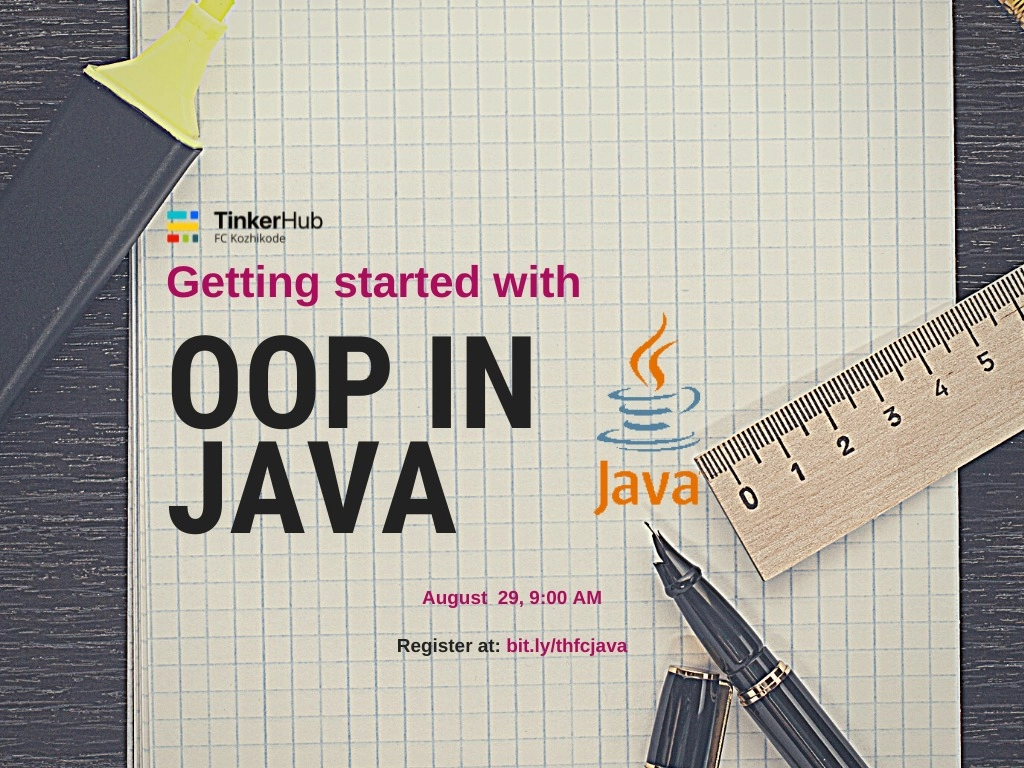 TinkerHub
FC Kozhikode
Getting started with
OOP IN
JAVA
Java
0 1 2 3 4 5
August 29, 9:00 AM
Register at: bit.ly/thfcjava